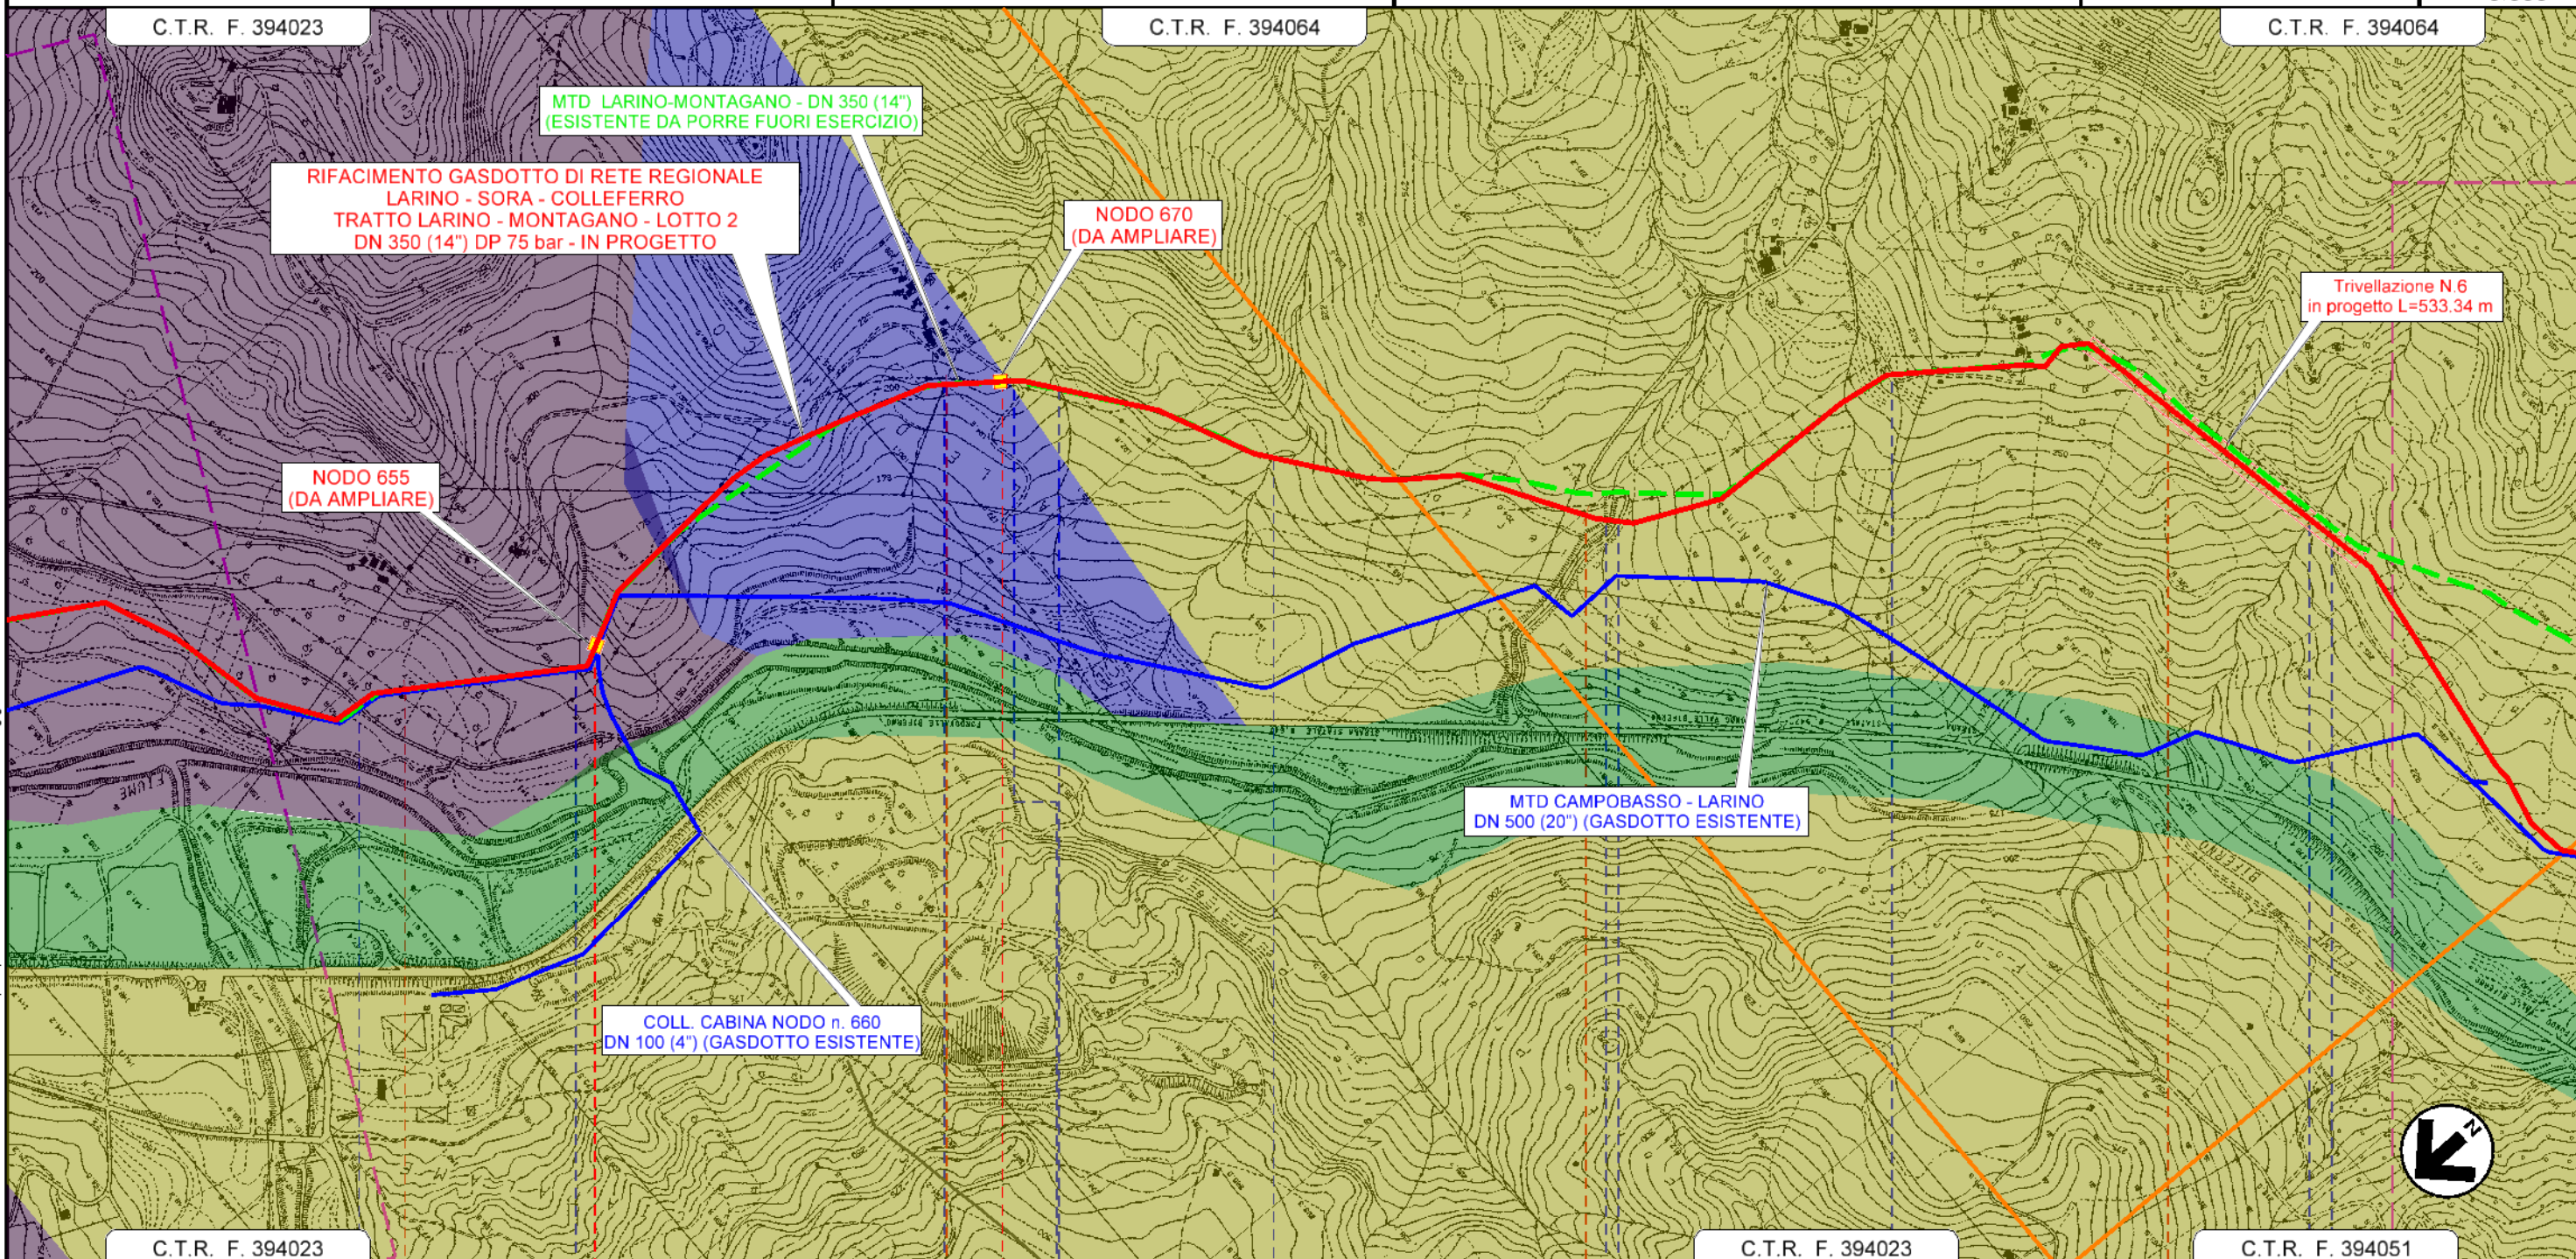 C.T.R. F. 394023
C.T.R. F. 394064
C.T.R. F. 394064
MTD LARINO-MONTAGANO - DN 350 (14")
(ESISTENTE DA PORRE FUORI ESERCIZIO)
RIFACIMENTO GASDOTTO DI RETE REGIONALE
LARINO - SORA - COLLEFERRO
TRATTO LARINO - MONTAGANO - LOTTO 2
DN 350 (14") DP 75 bar - IN PROGETTO
NODO 670
(DA AMPLIARE)
Trivellazione N.6
in progetto L=533.34 m
NODO 655
(DA AMPLIARE)
MTD CAMPOBASSO - LARINO
DN 500 (20") (GASDOTTO ESISTENTE)
COLL. CABINA NODO n. 660
DN 100 (4") (GASDOTTO ESISTENTE)
FIUME
BIFERNO
N
C.T.R. F. 394023
C.T.R. F. 394023
C.T.R. F. 394051